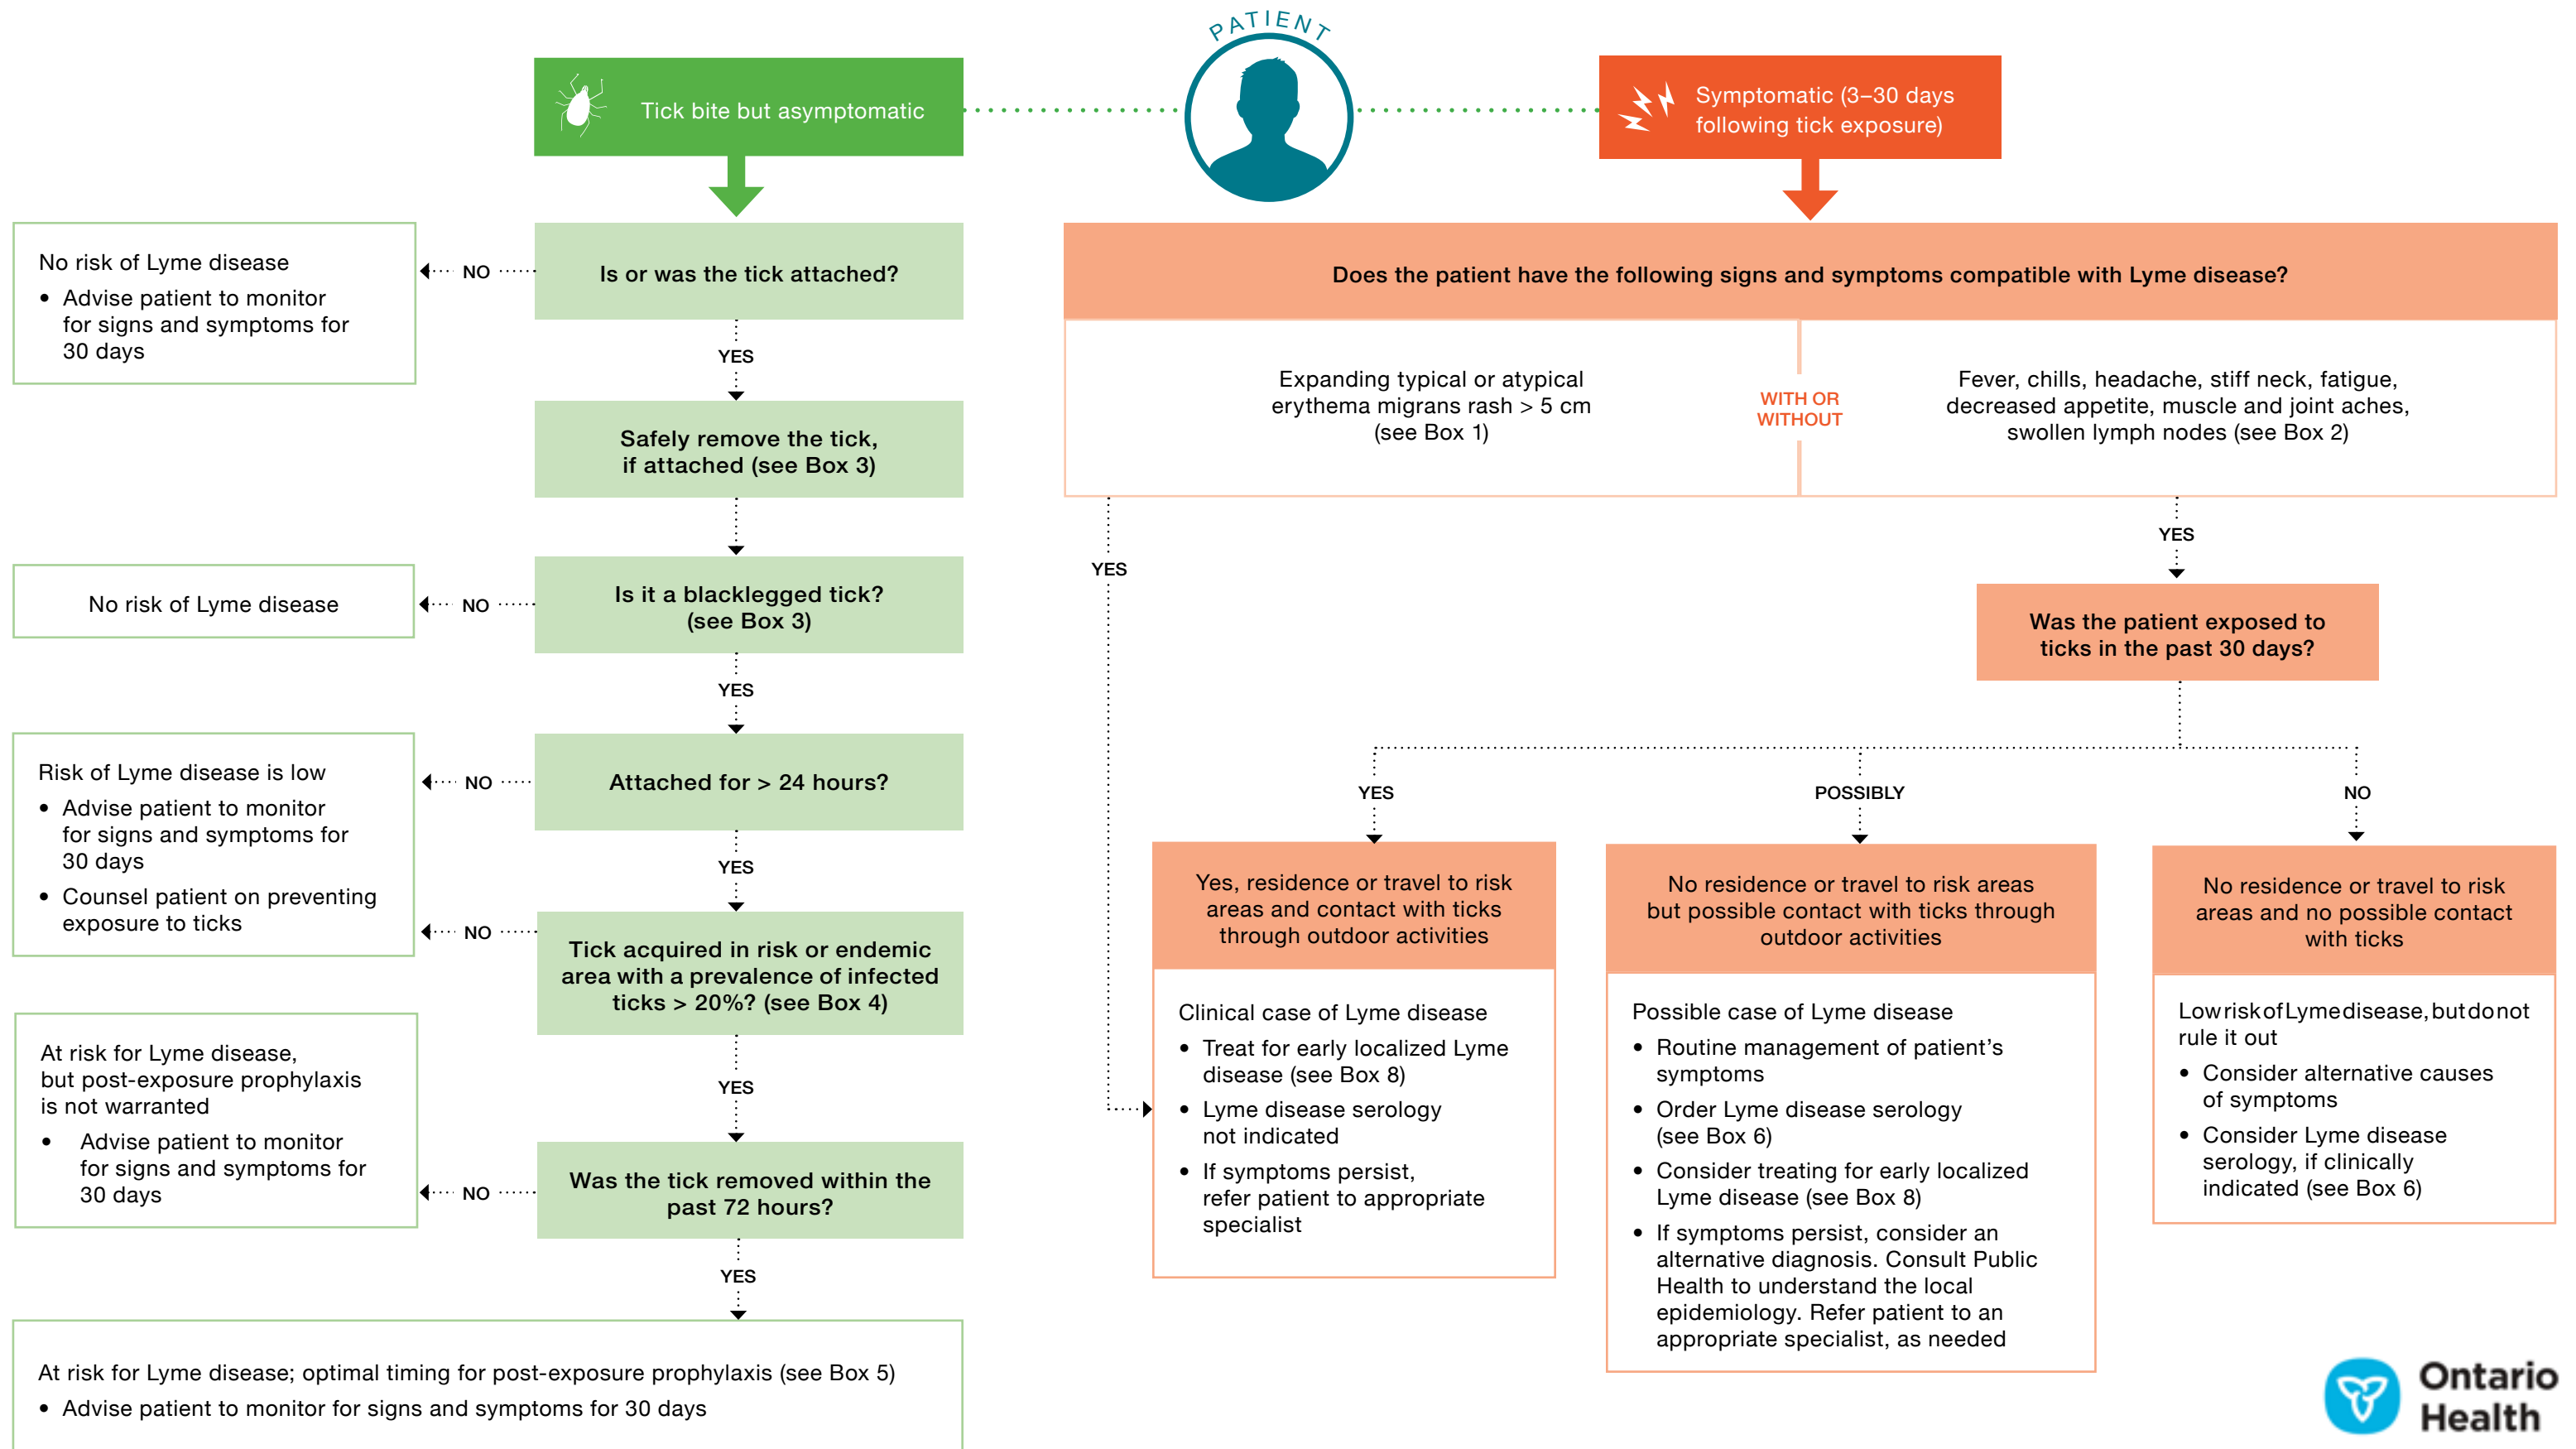 PATIENT
Tick bite but asymptomatic
Symptomatic (3–30 days
following tick exposure)
Is or was the tick attached?
NO
No risk of Lyme disease
• Advise patient to monitor
for signs and symptoms for
30 days
YES
Safely remove the tick,
if attached (see Box 3)
Is it a blacklegged tick?
(see Box 3)
NO
No risk of Lyme disease
YES
Attached for > 24 hours?
NO
Risk of Lyme disease is low
• Advise patient to monitor
for signs and symptoms for
30 days
• Counsel patient on preventing
exposure to ticks
YES
NO
Tick acquired in risk or endemic
area with a prevalence of infected
ticks > 20%? (see Box 4)
YES
Was the tick removed within the
past 72 hours?
NO
At risk for Lyme disease,
but post-exposure prophylaxis
is not warranted
• Advise patient to monitor
for signs and symptoms for
30 days
YES
At risk for Lyme disease; optimal timing for post-exposure prophylaxis (see Box 5)
• Advise patient to monitor for signs and symptoms for 30 days
Does the patient have the following signs and symptoms compatible with Lyme disease?
Expanding typical or atypical
erythema migrans rash > 5 cm
(see Box 1)
WITH OR
WITHOUT
Fever, chills, headache, stiff neck, fatigue,
decreased appetite, muscle and joint aches,
swollen lymph nodes (see Box 2)
YES
YES
Was the patient exposed to
ticks in the past 30 days?
YES
POSSIBLY
NO
Yes, residence or travel to risk
areas and contact with ticks
through outdoor activities
Clinical case of Lyme disease
• Treat for early localized Lyme
disease (see Box 8)
• Lyme disease serology
not indicated
• If symptoms persist,
refer patient to appropriate
specialist
No residence or travel to risk areas
but possible contact with ticks through
outdoor activities
Possible case of Lyme disease
• Routine management of patient’s
symptoms
• Order Lyme disease serology
(see Box 6)
• Consider treating for early localized
Lyme disease (see Box 8)
• If symptoms persist, consider an
alternative diagnosis. Consult Public
Health to understand the local
epidemiology. Refer patient to an
appropriate specialist, as needed
No residence or travel to risk
areas and no possible contact
with ticks
Low risk of Lyme disease, but do not
rule it out
• Consider alternative causes
of symptoms
• Consider Lyme disease
serology, if clinically
indicated (see Box 6)
Ontario
Health